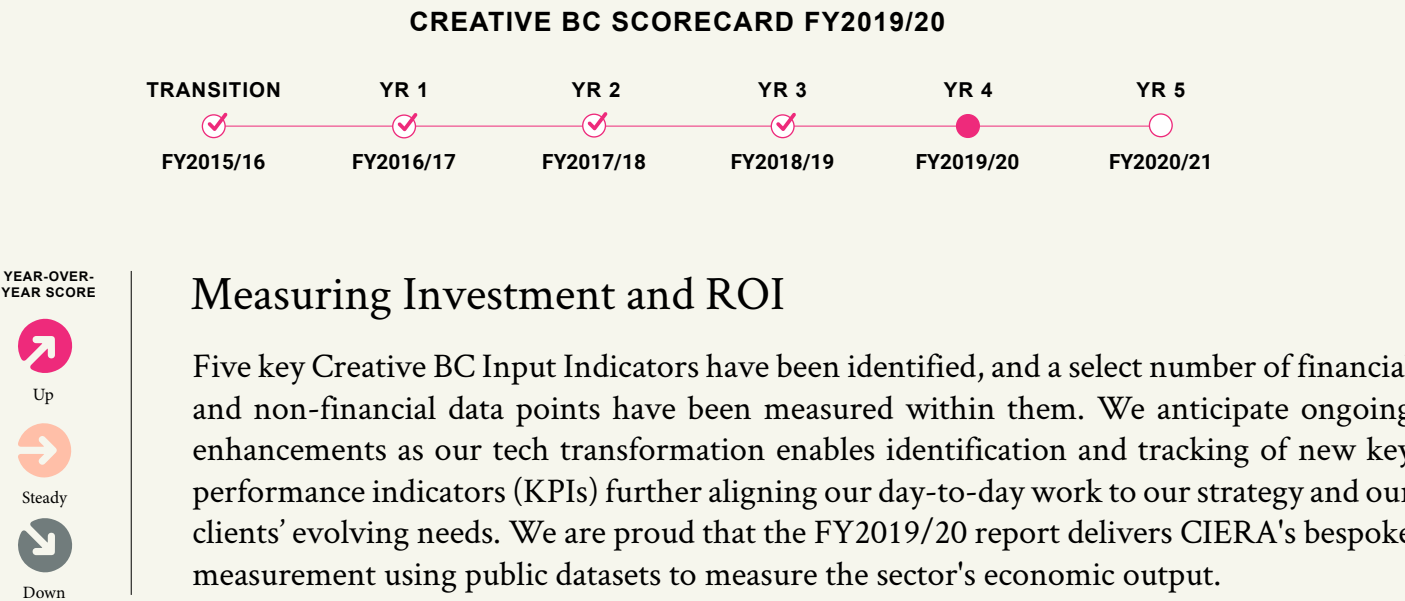 CREATIVE BC SCORECARD FY2019/20
TRANSITION YR 1 YR 2 YR 3 YR 4 YR 5
FY2015/16 FY2016/17 FY2017/18 FY2018/19 FY2019/20 FY2020/21
YEAR-OVER-
YEAR SCORE
Up
Steady
Down
Measuring Investment and ROI
Five key Creative BC Input Indicators have been identified, and a select number of financia
and non-financial data points have been measured within them. We anticipate ongoing
enhancements as our tech transformation enables identification and tracking of new key
performance indicators (KPIs) further aligning our day-to-day work to our strategy and our
clients’ evolving needs. We are proud that the FY2019/20 report delivers CIERA's bespoke
measurement using public datasets to measure the sector's economic output.